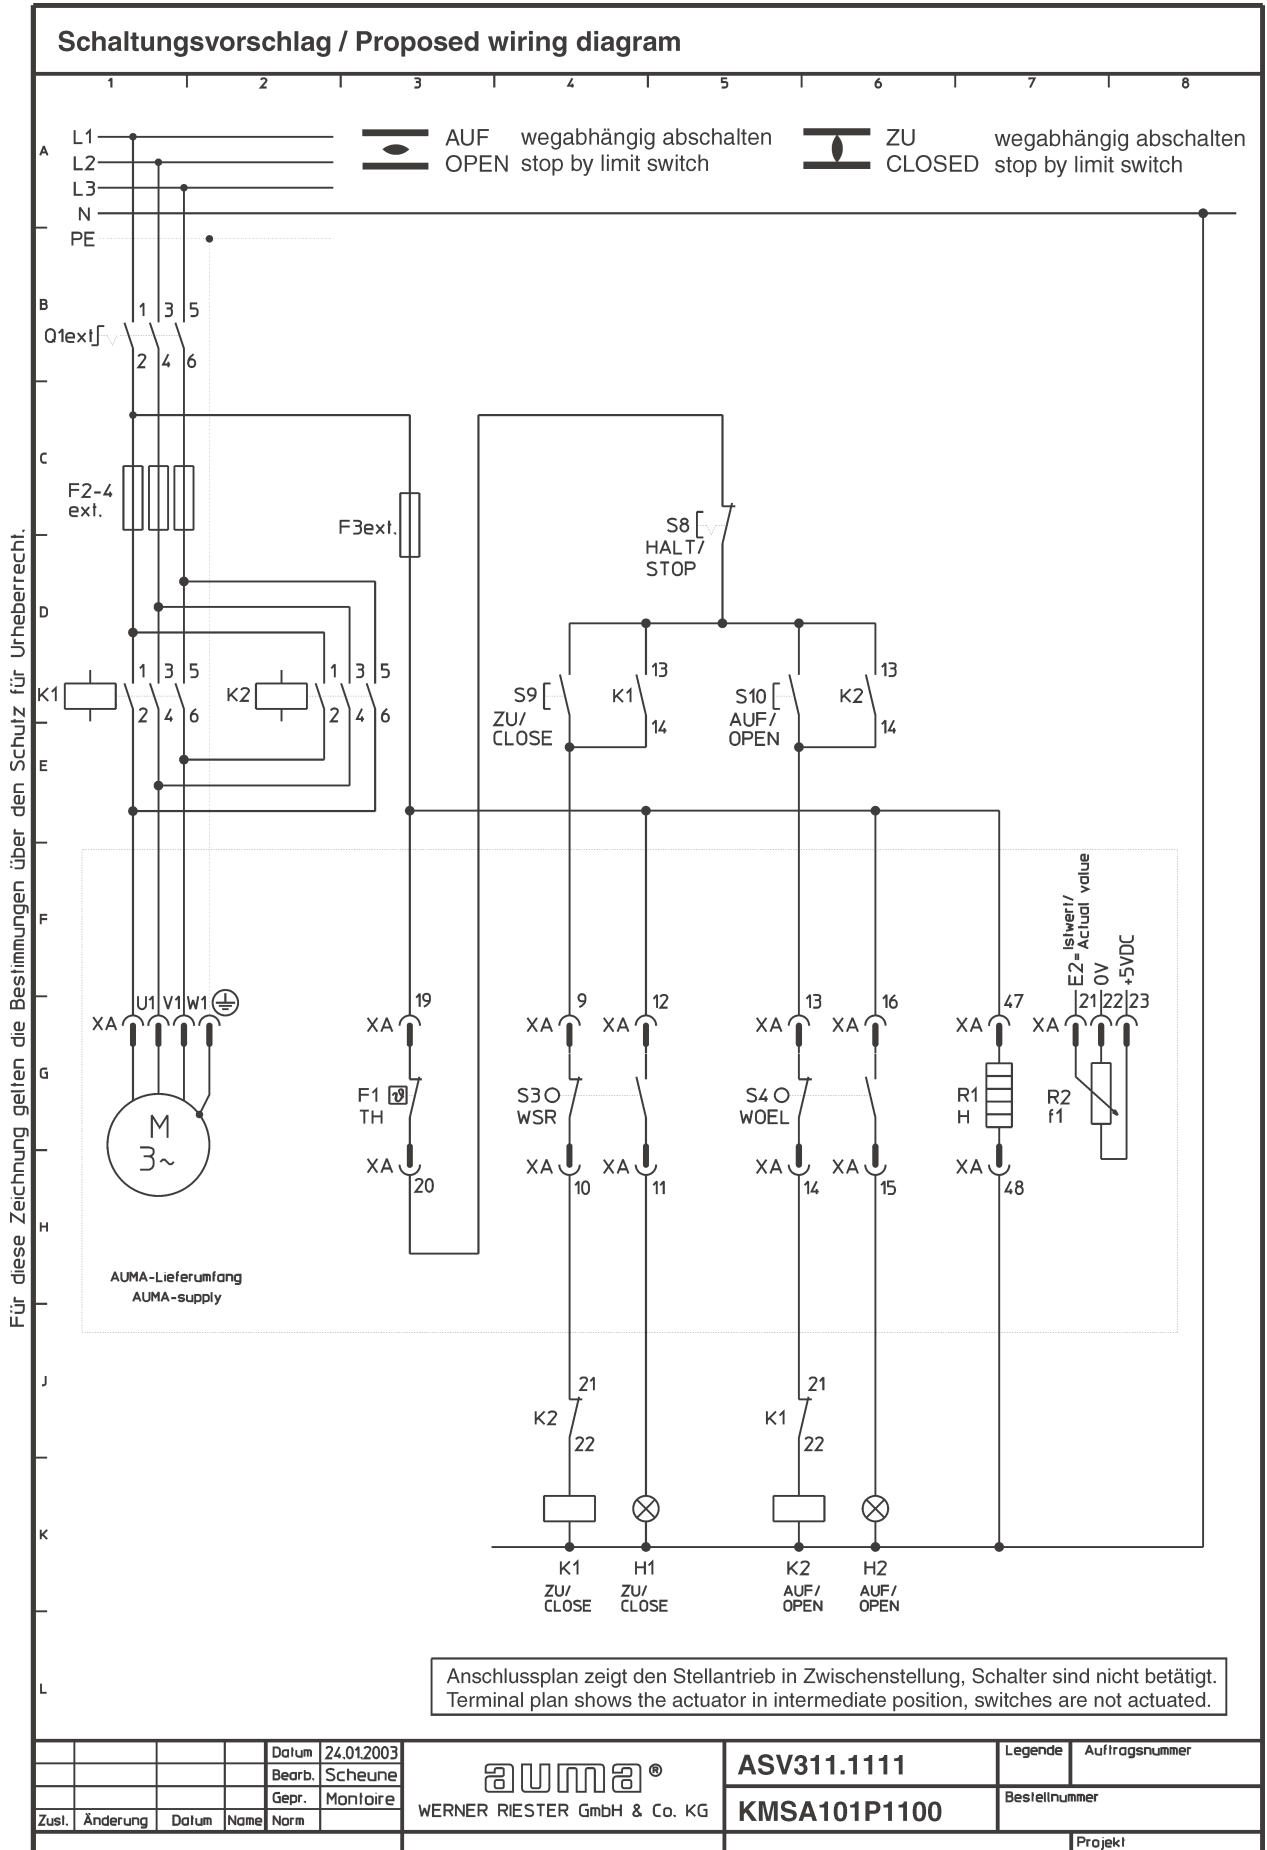 Schaltungsvorschlag / Proposed wiring diagram
1 2 3 4 5 6 7 8
A
L1
L2
L3
N
PE
AUF wegabhängig abschalten
OPEN stop by limit switch
ZU wegabhängig abschalten
CLOSED stop by limit switch
B
1 3 5
Q1ext
2 4 6
C
F2-4
ext.
F3ext.
S8
HALT/
STOP
D
K1
1 3 5
2 4 6
K2
1 3 5
2 4 6
S9
ZU/
CLOSE
K1
13
14
S10
AUF/
OPEN
K2
13
14
E
F
E2= Istwert/
Actual value
0V
+5VDC
XA U1 V1 W1
XA 19
XA 9
XA 12
XA 13
XA 16
XA 47
XA 21 22 23
G
M
3~
F1 ϑ
TH
S3
WSR
S4
WOEL
R1
H
R2
f1
XA 20
XA 10
XA 11
XA 14
XA 15
XA 48
H
AUMA-Lieferumfang
AUMA-supply
J
K2
21
22
K1
21
22
K
K1
ZU/
CLOSE
H1
ZU/
CLOSE
K2
AUF/
OPEN
H2
AUF/
OPEN
L
Anschlussplan zeigt den Stellantrieb in Zwischenstellung, Schalter sind nicht betätigt.
Terminal plan shows the actuator in intermediate position, switches are not actuated.
Für diese Zeichnung gelten die Bestimmungen über den Schutz für Urheberrecht.
Datum 24.01.2003
Bearb. Scheune
Gepr. Montoire
Zust. Änderung Datum Name Norm
auma®
WERNER RIESTER GmbH & Co. KG
ASV311.1111
KMSA101P1100
Legende
Auftragsnummer
Bestellnummer
Projekt